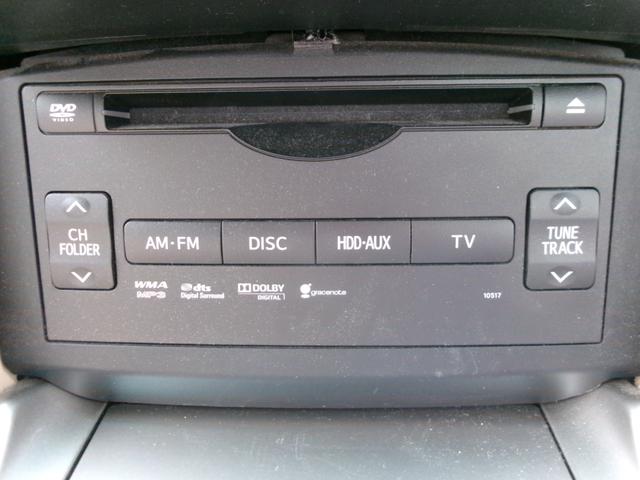 DVD
VIDEO
CH
FOLDER
AM·FM
DISC
HDD·AUX
TV
TUNE
TRACK
WMA
MP3
dts
Digital Surround
DOLBY
DIGITAL
gracenote
10517